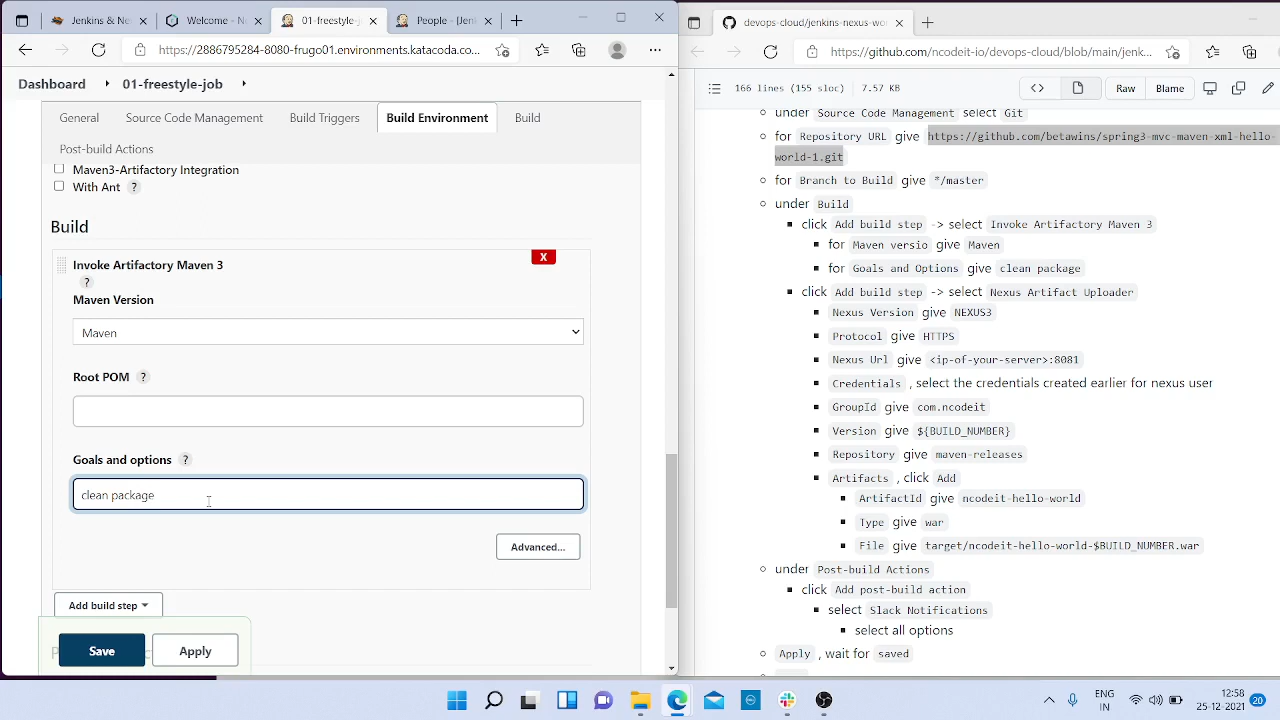 Jenkins & Ne
Welcome - N
01-freestyle-j
People - [Jen
https://2886795284-8080-frugo01.environments.katacoda.co...
Dashboard
01-freestyle-job
General
Source Code Management
Build Triggers
Build Environment
Build
Post-build Actions
Maven3-Artifactory Integration
With Ant ?
Build
X
Invoke Artifactory Maven 3
?
Maven Version
Maven
Root POM ?
Goals and options ?
clean package
Advanced...
Add build step
Save
Apply
devops-cloud/jenkins-nexus-wo
https://github.com/ncodeit-io/devops-cloud/blob/main/jenk...
166 lines (155 sloc)
7.57 KB
Raw
Blame
under Source Code Management select Git
for Repository URL give https://github.com/betawins/spring3-mvc-maven-xml-hello-
world-1.git
for Branch to Build give */master
under Build
click Add build step -> select Invoke Artifactory Maven 3
for Maven versio give Maven
for Goals and Options give clean package
click Add build step -> select Nexus Artifact Uploader
Nexus Version give NEXUS3
Protocol give HTTPS
Nexus Url give <ip-of-your-server>:8081
Credentials , select the credentials created earlier for nexus user
GroupId give com.ncodeit
Version give ${BUILD_NUMBER}
Repository give maven-releases
Artifacts , click Add
ArtifactId give ncodeit-hello-world
Type give war
File give target/ncodeit-hello-world-$BUILD_NUMBER.war
under Post-build Actions
click Add post-build action
select Slack Notifications
select all options
Apply , wait for saved
ENG
IN
12:58
25-12-2021
20